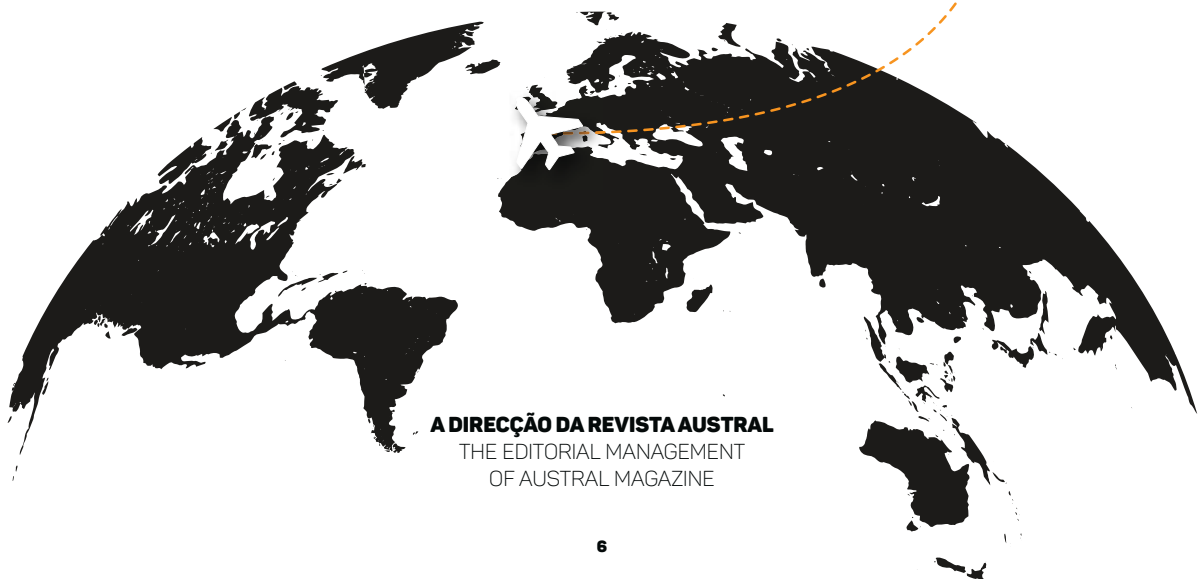 A DIRECÇÃO DA REVISTA AUSTRAL
THE EDITORIAL MANAGEMENT
OF AUSTRAL MAGAZINE
6